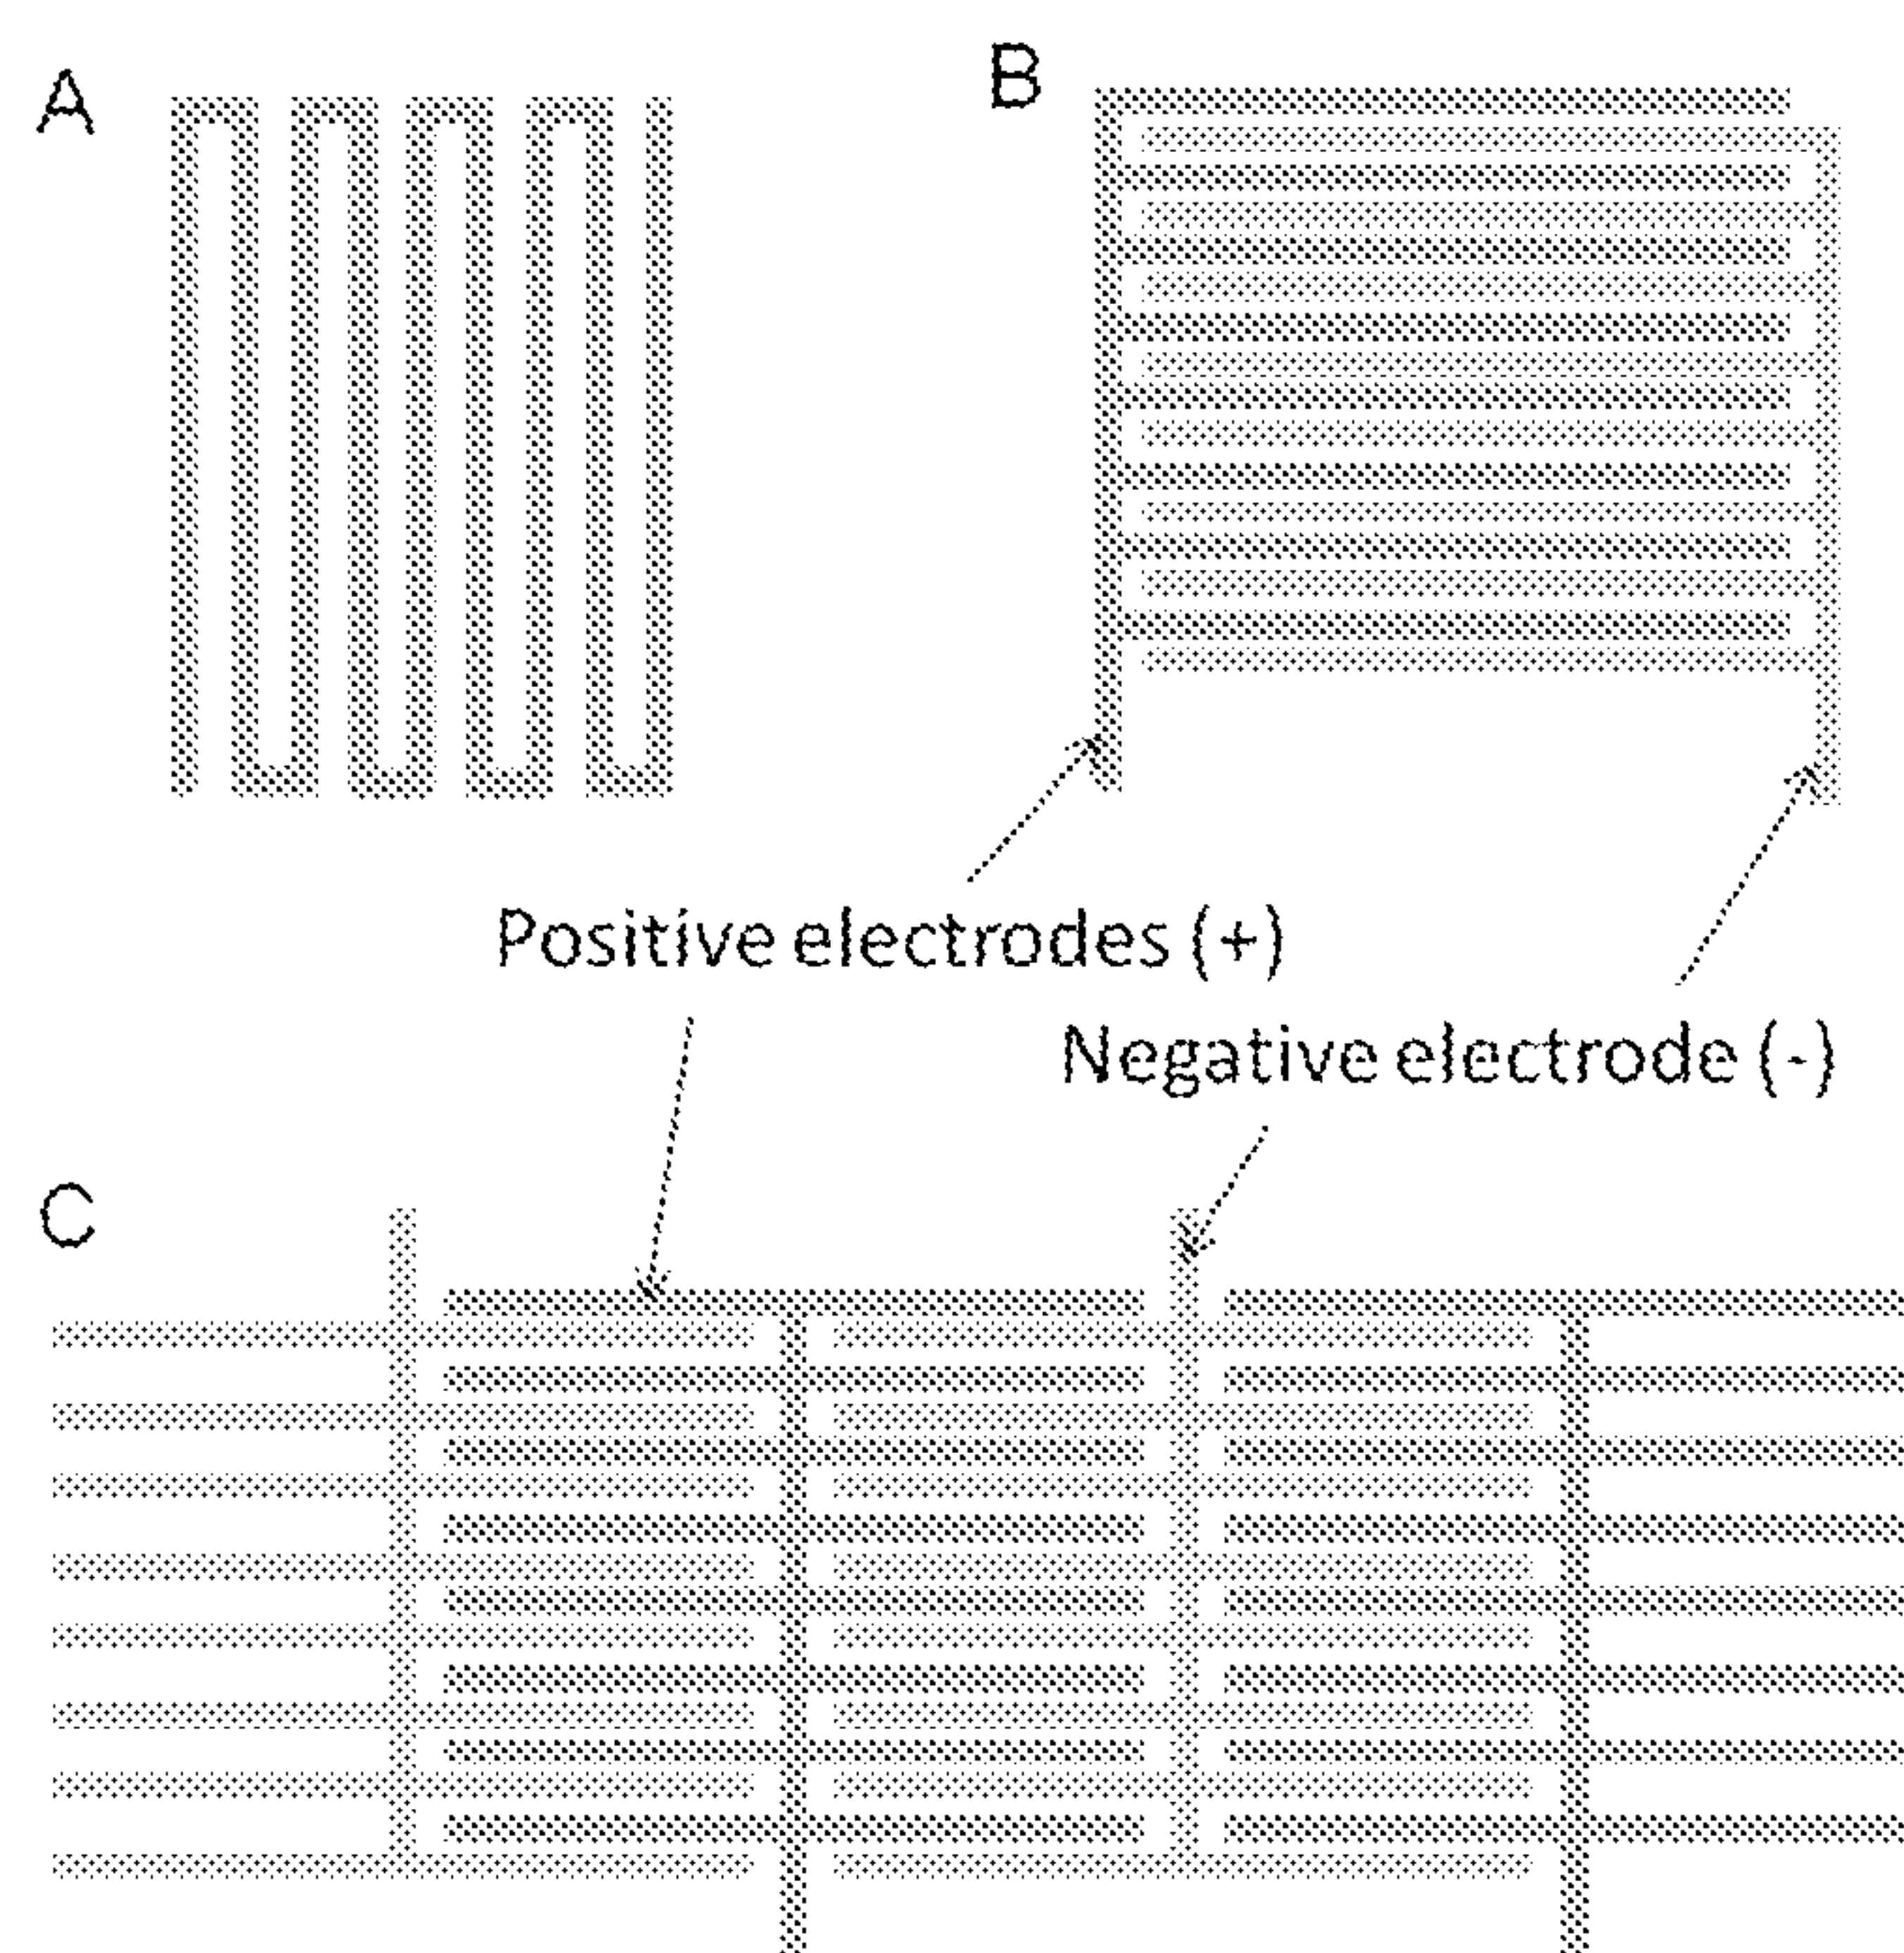 A
B
Positive electrodes (+)
Negative electrode (-)
C